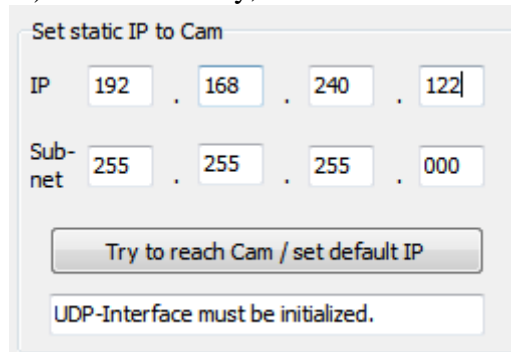 Set static IP to Cam
IP 192 . 168 . 240 . 122
Sub-
net 255 . 255 . 255 . 000
Try to reach Cam / set default IP
UDP-Interface must be initialized.